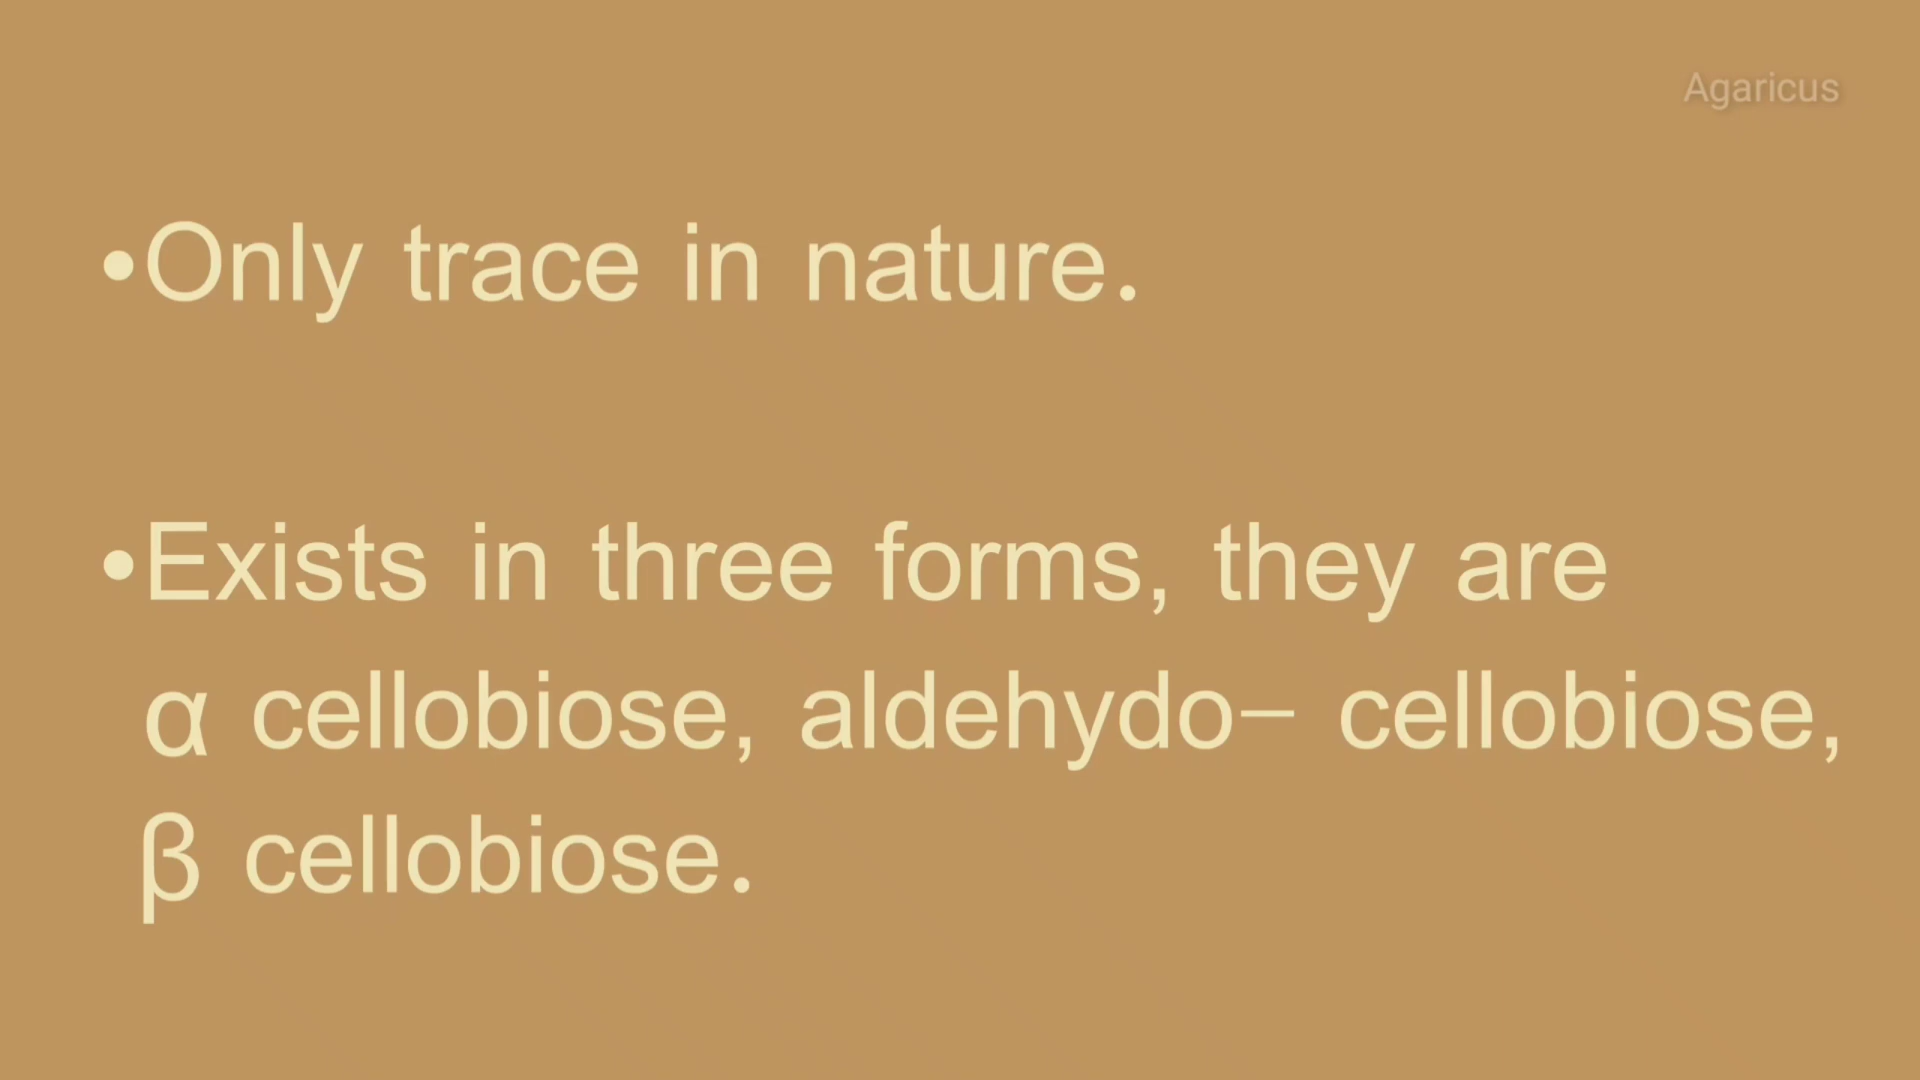 Agaricus
•Only trace in nature.
•Exists in three forms, they are
α cellobiose, aldehydo– cellobiose,
β cellobiose.